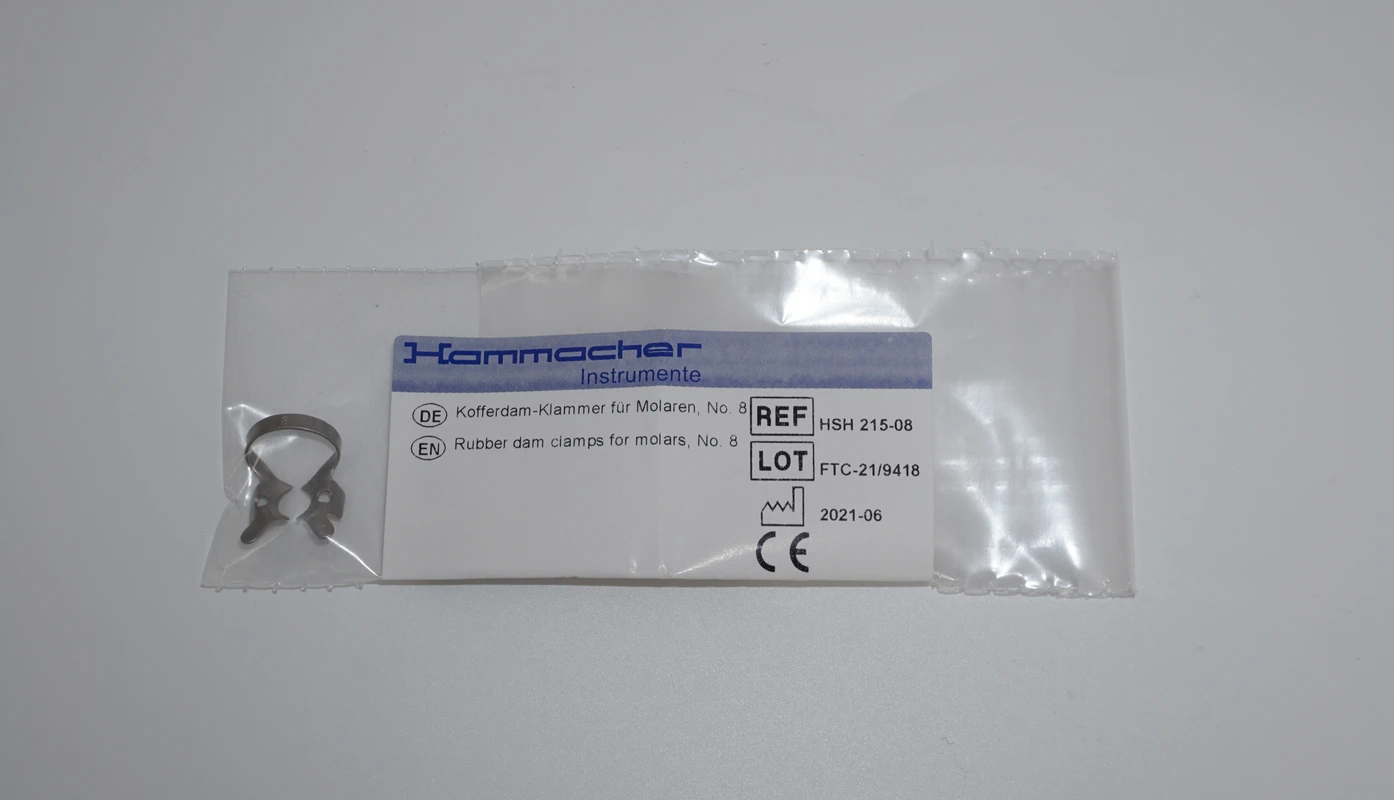 Hammacher
Instrumente
DE Kofferdam-Klammer für Molaren, No. 8
EN Rubber dam clamps for molars, No. 8
REF HSH 215-08
LOT FTC-21/9418
2021-06
CE